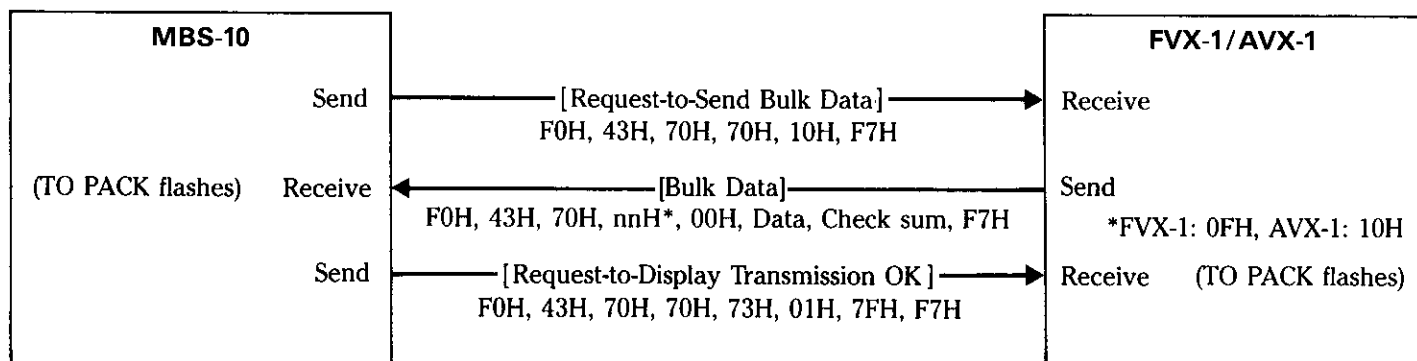 MBS-10
FVX-1/AVX-1
Send [Request-to-Send Bulk Data] Receive
F0H, 43H, 70H, 70H, 10H, F7H
(TO PACK flashes) Receive [Bulk Data] Send
F0H, 43H, 70H, nnH*, 00H, Data, Check sum, F7H
*FVX-1: 0FH, AVX-1: 10H
Send [Request-to-Display Transmission OK] Receive (TO PACK flashes)
F0H, 43H, 70H, 70H, 73H, 01H, 7FH, F7H